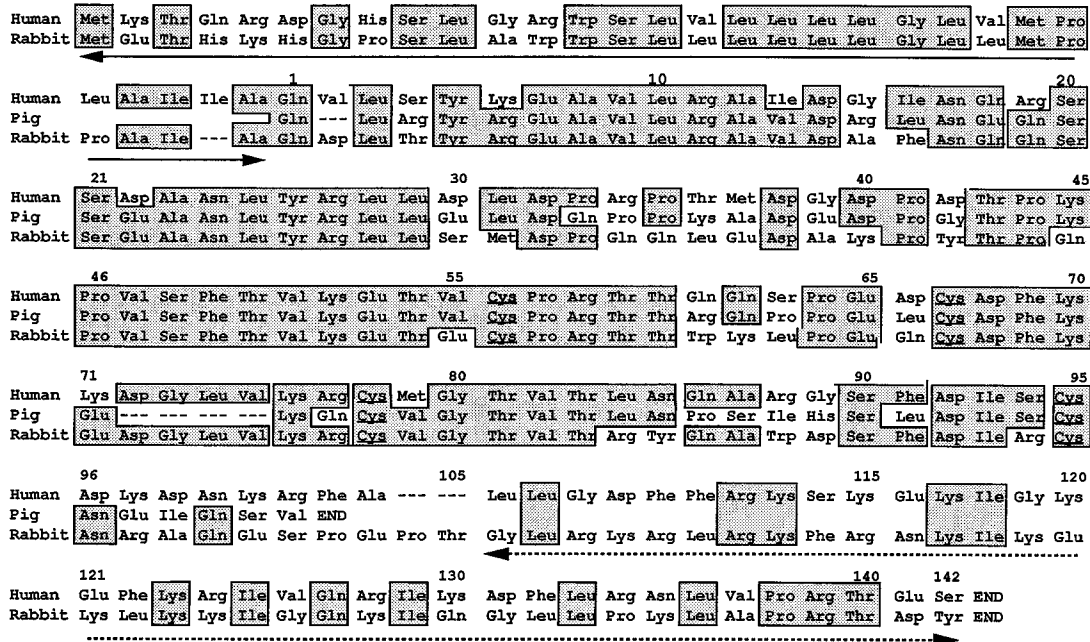 Human Met Lys Thr Gln Arg Asp Gly His Ser Leu Gly Arg Trp Ser Leu Val Leu Leu Leu Leu Gly Leu Val Met Pro
Rabbit Met Glu Thr His Lys His Gly Pro Ser Leu Ala Trp Trp Ser Leu Leu Leu Leu Leu Leu Gly Leu Leu Met Pro
1 10 20
Human Leu Ala Ile Ile Ala Gln Val Leu Ser Tyr Lys Glu Ala Val Leu Arg Ala Ile Asp Gly Ile Asn Gln Arg Ser
Pig Gln --- Leu Arg Tyr Arg Glu Ala Val Leu Arg Ala Val Asp Arg Leu Asn Glu Gln Ser
Rabbit Pro Ala Ile --- Ala Gln Asp Leu Thr Tyr Arg Glu Ala Val Leu Arg Ala Val Asp Ala Phe Asn Gln Gln Ser
21 30 40 45
Human Ser Asp Ala Asn Leu Tyr Arg Leu Leu Asp Leu Asp Pro Arg Pro Thr Met Asp Gly Asp Pro Asp Thr Pro Lys
Pig Ser Glu Ala Asn Leu Tyr Arg Leu Leu Glu Leu Asp Gln Pro Pro Lys Ala Asp Glu Asp Pro Gly Thr Pro Lys
Rabbit Ser Glu Ala Asn Leu Tyr Arg Leu Leu Ser Met Asp Pro Gln Gln Leu Glu Asp Ala Lys Pro Tyr Thr Pro Gln
46 55 65 70
Human Pro Val Ser Phe Thr Val Lys Glu Thr Val Cys Pro Arg Thr Thr Gln Gln Ser Pro Glu Asp Cys Asp Phe Lys
Pig Pro Val Ser Phe Thr Val Lys Glu Thr Val Cys Pro Arg Thr Thr Arg Gln Pro Pro Glu Leu Cys Asp Phe Lys
Rabbit Pro Val Ser Phe Thr Val Lys Glu Thr Glu Cys Pro Arg Thr Thr Trp Lys Leu Pro Glu Gln Cys Asp Phe Lys
71 80 90 95
Human Lys Asp Gly Leu Val Lys Arg Cys Met Gly Thr Val Thr Leu Asn Gln Ala Arg Gly Ser Phe Asp Ile Ser Cys
Pig Glu --- --- --- --- Lys Gln Cys Val Gly Thr Val Thr Leu Asn Pro Ser Ile His Ser Leu Asp Ile Ser Cys
Rabbit Glu Asp Gly Leu Val Lys Arg Cys Val Gly Thr Val Thr Arg Tyr Gln Ala Trp Asp Ser Phe Asp Ile Arg Cys
96 105 115 120
Human Asp Lys Asp Asn Lys Arg Phe Ala --- --- Leu Leu Gly Asp Phe Phe Arg Lys Ser Lys Glu Lys Ile Gly Lys
Pig Asn Glu Ile Gln Ser Val END
Rabbit Asn Arg Ala Gln Glu Ser Pro Glu Pro Thr Gly Leu Arg Lys Arg Leu Arg Lys Phe Arg Asn Lys Ile Lys Glu
121 130 140 142
Human Glu Phe Lys Arg Ile Val Gln Arg Ile Lys Asp Phe Leu Arg Asn Leu Val Pro Arg Thr Glu Ser END
Rabbit Lys Leu Lys Lys Ile Gly Gln Lys Ile Gln Gly Leu Leu Pro Lys Leu Ala Pro Arg Thr Asp Tyr END